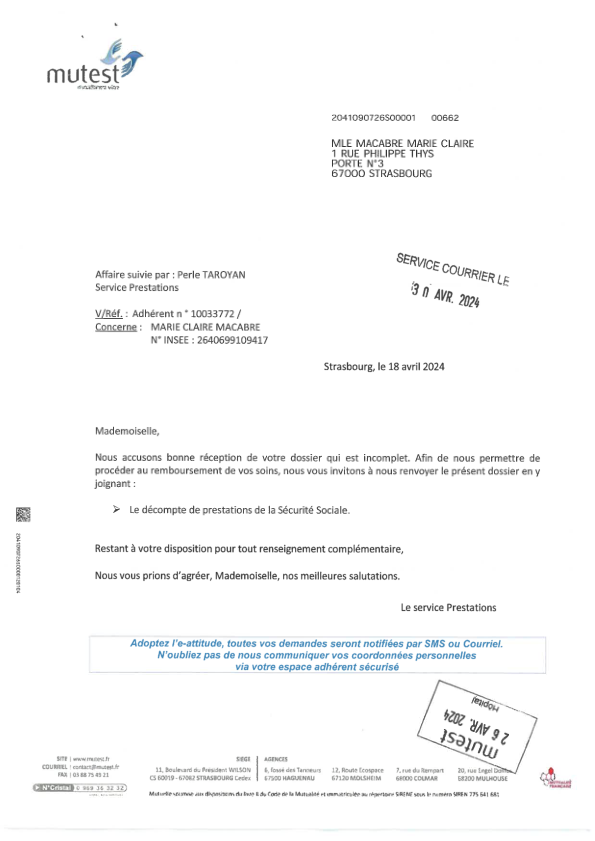 mutest
2041090726S00001 00662
MLE MACABRE MARIE CLAIRE
1 RUE PHILIPPE THYS
PORTE N°3
67000 STRASBOURG
Affaire suivie par : Perle TAROYAN
Service Prestations
V/Réf. : Adhérent n ° 10033772 /
Concerne : MARIE CLAIRE MACABRE
N° INSEE : 2640699109417
SERVICE COURRIER LE
30 AVR. 2024
Strasbourg, le 18 avril 2024
Mademoiselle,
Nous accusons bonne réception de votre dossier qui est incomplet. Afin de nous permettre de
procéder au remboursement de vos soins, nous vous invitons à nous renvoyer le présent dossier en y
joignant :
➢ Le décompte de prestations de la Sécurité Sociale.
Restant à votre disposition pour tout renseignement complémentaire,
Nous vous prions d'agréer, Mademoiselle, nos meilleures salutations.
Le service Prestations
Adoptez l'e-attitude, toutes vos demandes seront notifiées par SMS ou Courriel.
N'oubliez pas de nous communiquer vos coordonnées personnelles
via votre espace adhérent sécurisé
mutest
26 AVR. 2024
Hopital
SITE | www.mutest.fr
COURRIEL | contact@mutest.fr
FAX | 03 88 75 45 21
N°Cristal 0 969 36 32 32
SIEGE | AGENCES
11, Boulevard du President WILSON
CS 60019 - 67082 STRASBOURG Cedex
6, fossé des Tanneurs
67500 HAGUENAU
12, Route Ecospace
67120 MOLSHEIM
7, rue du Rempart
68000 COLMAR
20, rue Engel
68200 MULHOUSE
Mutuelle soumise aux dispositions du livre II du Code de la Mutualité et immatriculée au répertoire SIRENE sous le numéro SIREN 775 641 681